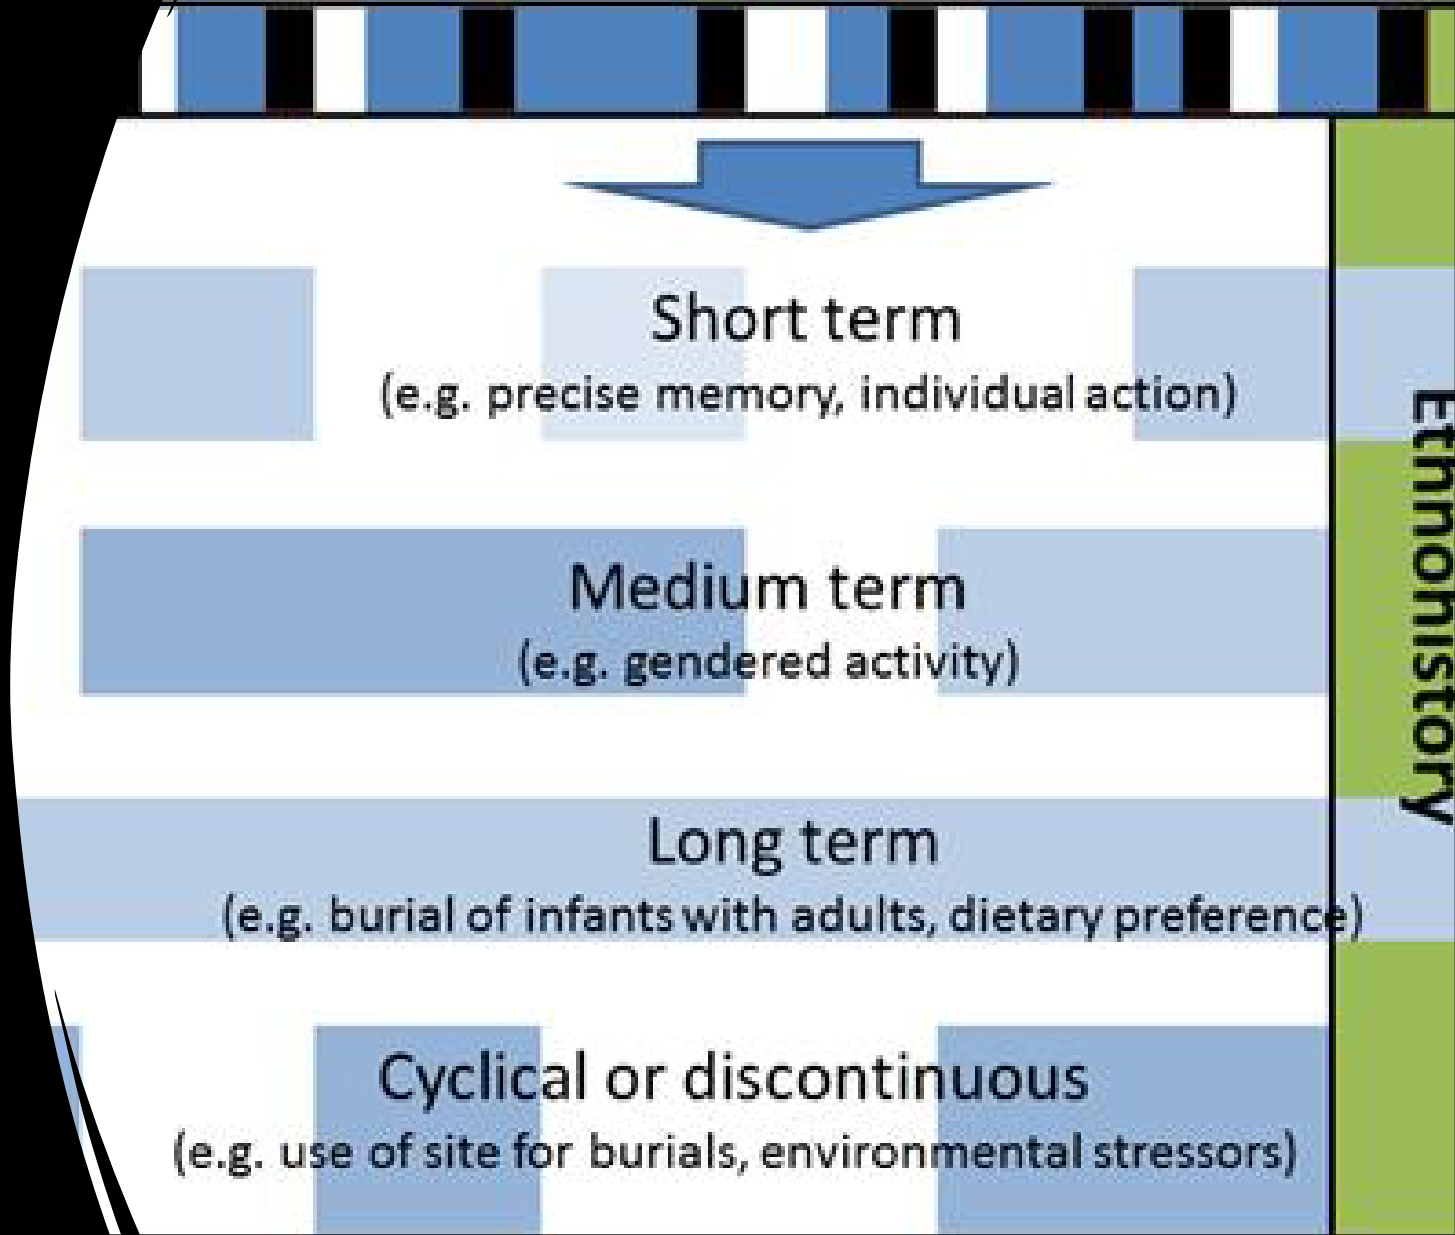 Short term
(e.g. precise memory, individual action)
Medium term
(e.g. gendered activity)
Long term
(e.g. burial of infants with adults, dietary preference)
Cyclical or discontinuous
(e.g. use of site for burials, environmental stressors)
Ethnohistory